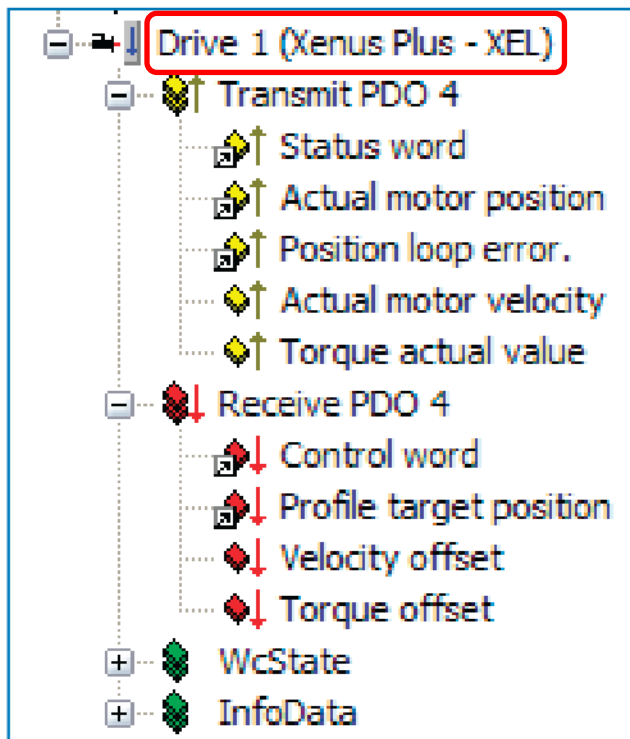 Drive 1 (Xenus Plus - XEL)
Transmit PDO 4
Status word
Actual motor position
Position loop error.
Actual motor velocity
Torque actual value
Receive PDO 4
Control word
Profile target position
Velocity offset
Torque offset
WcState
InfoData